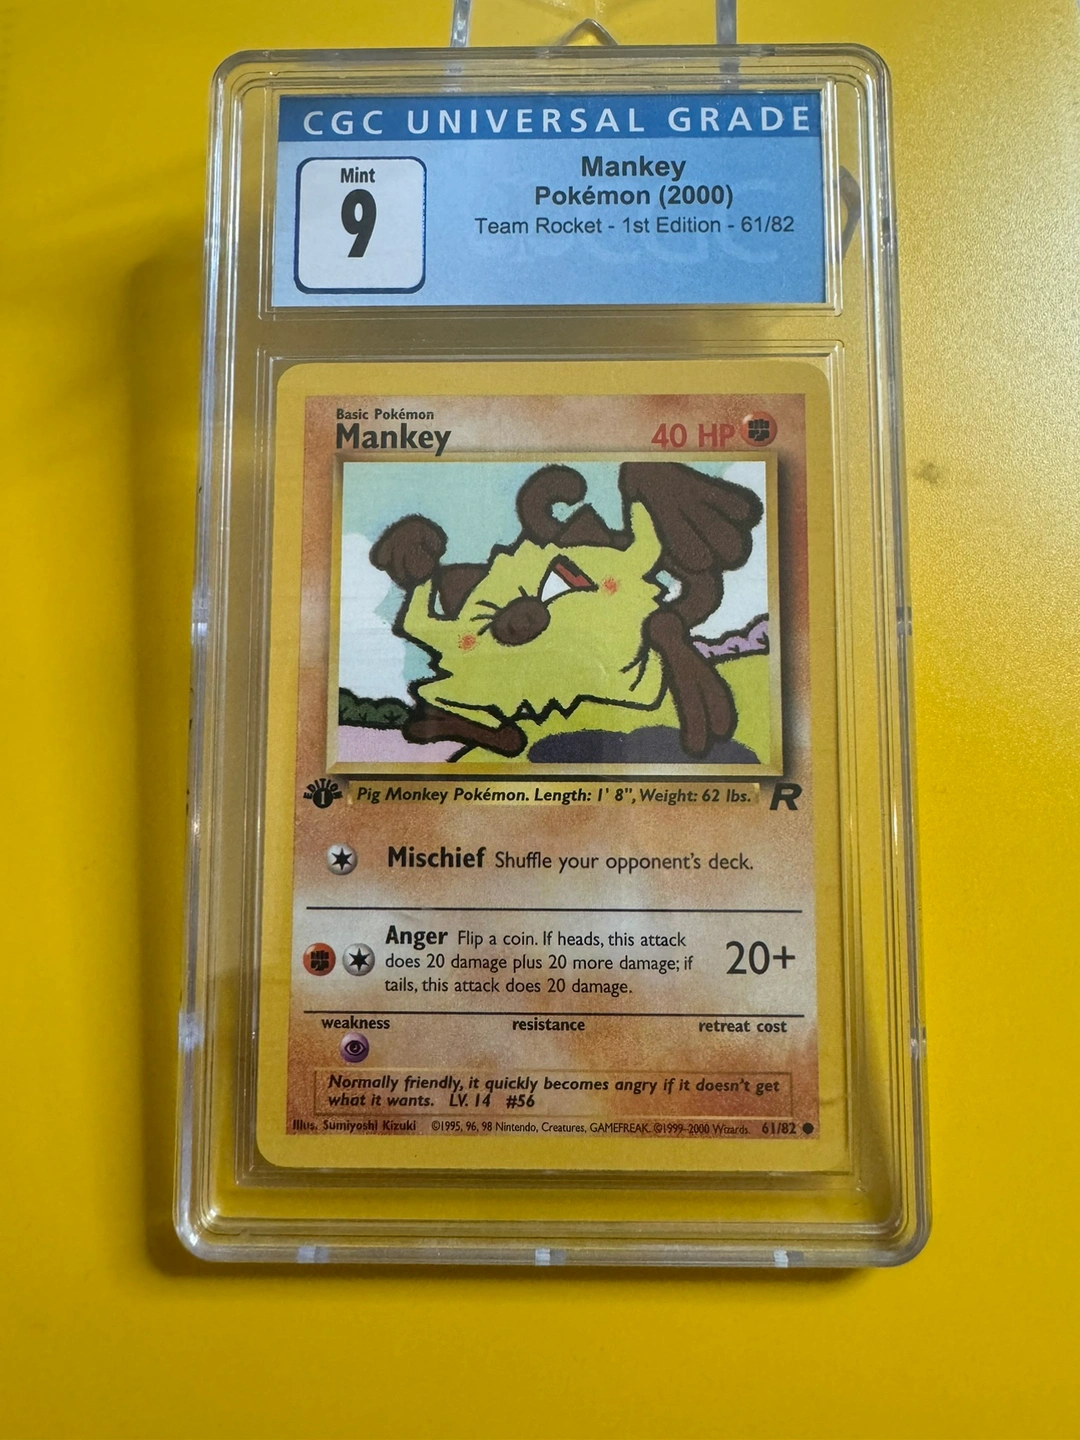 CGC UNIVERSAL GRADE
Mint
9
Mankey
Pokémon (2000)
Team Rocket - 1st Edition - 61/82
Basic Pokémon
Mankey
40 HP
EDITION
1
Pig Monkey Pokémon. Length: 1' 8", Weight: 62 lbs.
R
Mischief Shuffle your opponent's deck.
Anger Flip a coin. If heads, this attack
does 20 damage plus 20 more damage; if
tails, this attack does 20 damage.
20+
weakness resistance retreat cost
Normally friendly, it quickly becomes angry if it doesn't get
what it wants. LV. 14 #56
Illus. Sumiyoshi Kizuki ©1995, 96, 98 Nintendo, Creatures, GAMEFREAK. ©1999-2000 Wizards. 61/82